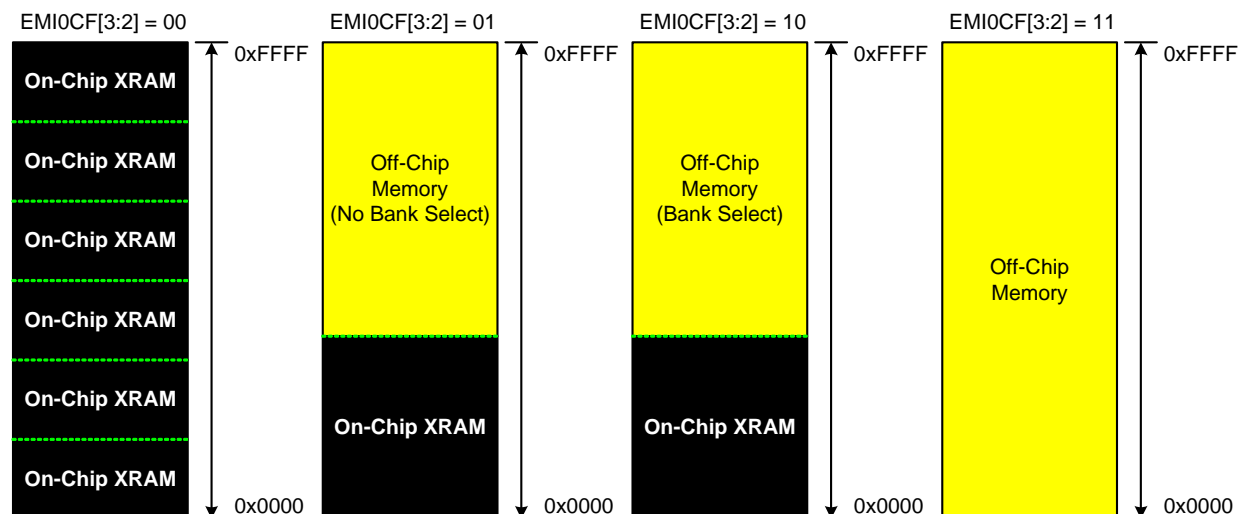 EMI0CF[3:2] = 00
EMI0CF[3:2] = 01
EMI0CF[3:2] = 10
EMI0CF[3:2] = 11
On-Chip XRAM
On-Chip XRAM
On-Chip XRAM
On-Chip XRAM
On-Chip XRAM
On-Chip XRAM
0xFFFF
0x0000
Off-Chip
Memory
(No Bank Select)
On-Chip XRAM
0xFFFF
0x0000
Off-Chip
Memory
(Bank Select)
On-Chip XRAM
0xFFFF
0x0000
Off-Chip
Memory
0xFFFF
0x0000